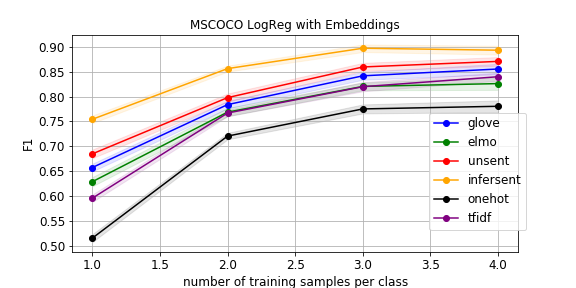 MSCOCO LogReg with Embeddings
F1
0.90
0.85
0.80
0.75
0.70
0.65
0.60
0.55
0.50
1.0 1.5 2.0 2.5 3.0 3.5 4.0
number of training samples per class
glove
elmo
unsent
infersent
onehot
tfidf